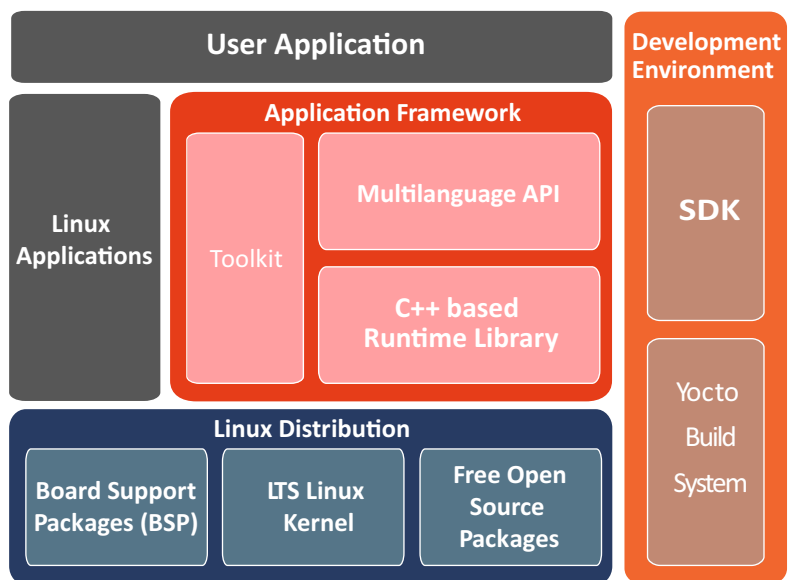 User Application
Development
Environment
Application Framework
Linux
Applications
Toolkit
Multilanguage API
C++ based
Runtime Library
SDK
Yocto
Build
System
Linux Distribution
Board Support
Packages (BSP)
LTS Linux
Kernel
Free Open
Source
Packages